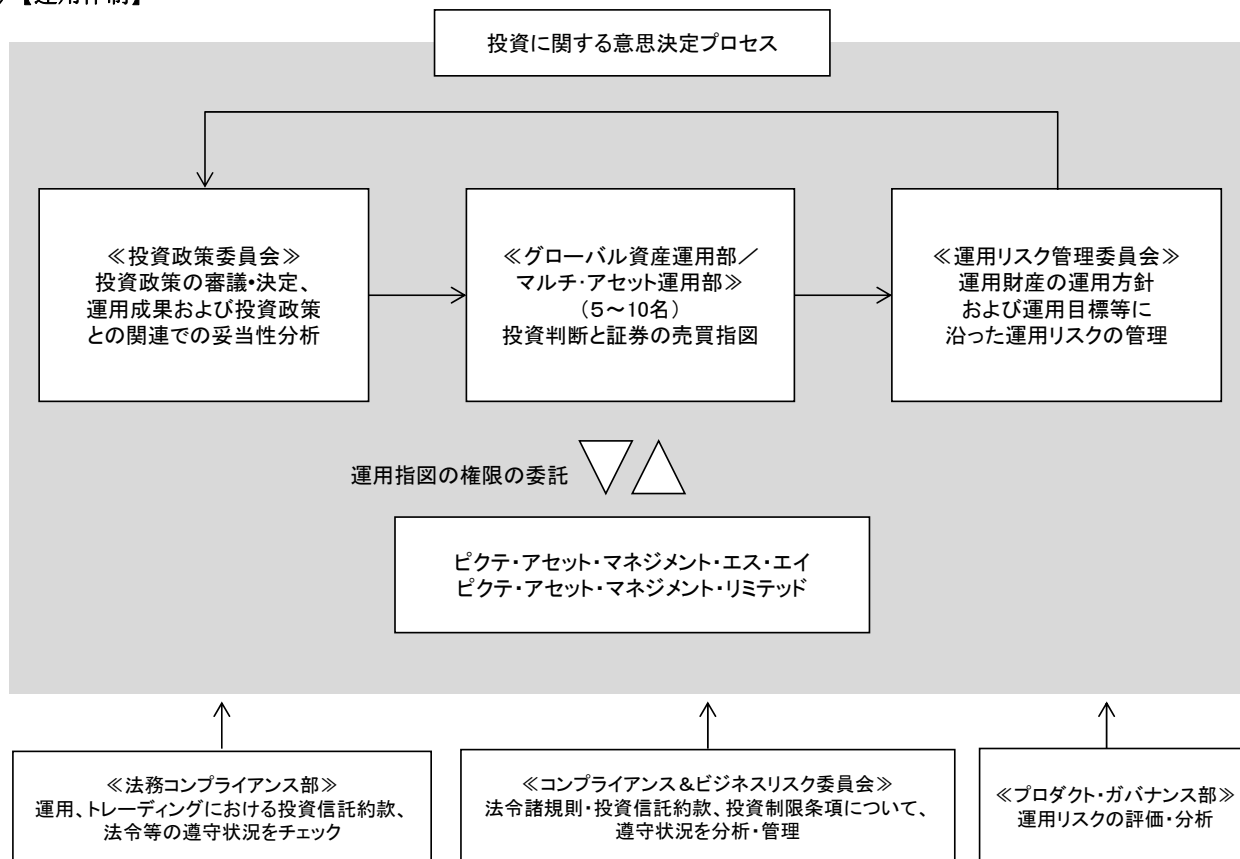 【運用体制】
投資に関する意思決定プロセス
≪投資政策委員会≫
投資政策の審議・決定、
運用成果および投資政策
との関連での妥当性分析
≪グローバル資産運用部／
マルチ・アセット運用部≫
（5～10名）
投資判断と証券の売買指図
≪運用リスク管理委員会≫
運用財産の運用方針
および運用目標等に
沿った運用リスクの管理
運用指図の権限の委託
ピクテ・アセット・マネジメント・エス・エイ
ピクテ・アセット・マネジメント・リミテッド
≪法務コンプライアンス部≫
運用、トレーディングにおける投資信託約款、
法令等の遵守状況をチェック
≪コンプライアンス＆ビジネスリスク委員会≫
法令諸規則・投資信託約款、投資制限条項について、
遵守状況を分析・管理
≪プロダクト・ガバナンス部≫
運用リスクの評価・分析